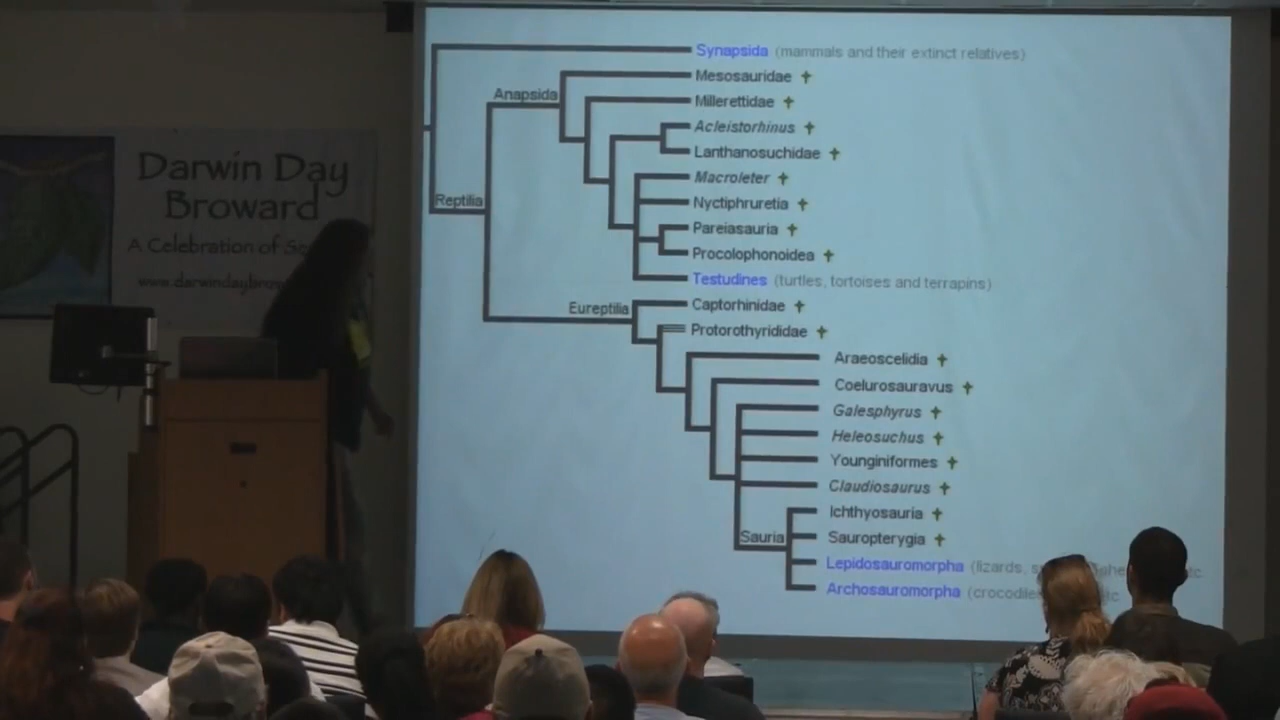 Darwin Day
Broward
A Celebration of
www.darwindaybrow
Synapsida (mammals and their extinct relatives)
Anapsida
Mesosauridae ✝
Millerettidae ✝
Acleistorhinus ✝
Lanthanosuchidae ✝
Macroleter ✝
Reptilia
Nyctiphruretia ✝
Pareiasauria ✝
Procolophonoidea ✝
Testudines (turtles, tortoises and terrapins)
Eureptilia
Captorhinidae ✝
Protorothyrididae ✝
Araeoscelidia ✝
Coelurosauravus ✝
Galesphyrus ✝
Heleosuchus ✝
Younginiformes ✝
Claudiosaurus ✝
Ichthyosauria ✝
Sauria
Sauropterygia ✝
Lepidosauromorpha (lizards,
Archosauromorpha (crocodile